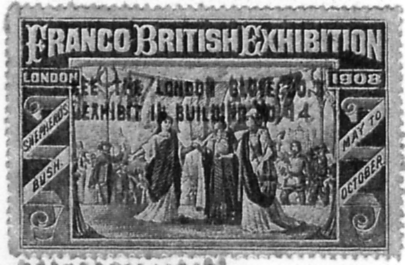 FRANCO BRITISH EXHIBITION
LONDON
1908
SEE THE LONDON GLOVE CO.'S
EXHIBIT IN BUILDING NO. 14
SHEPHERDS
BUSH.
MAY TO
OCTOBER.